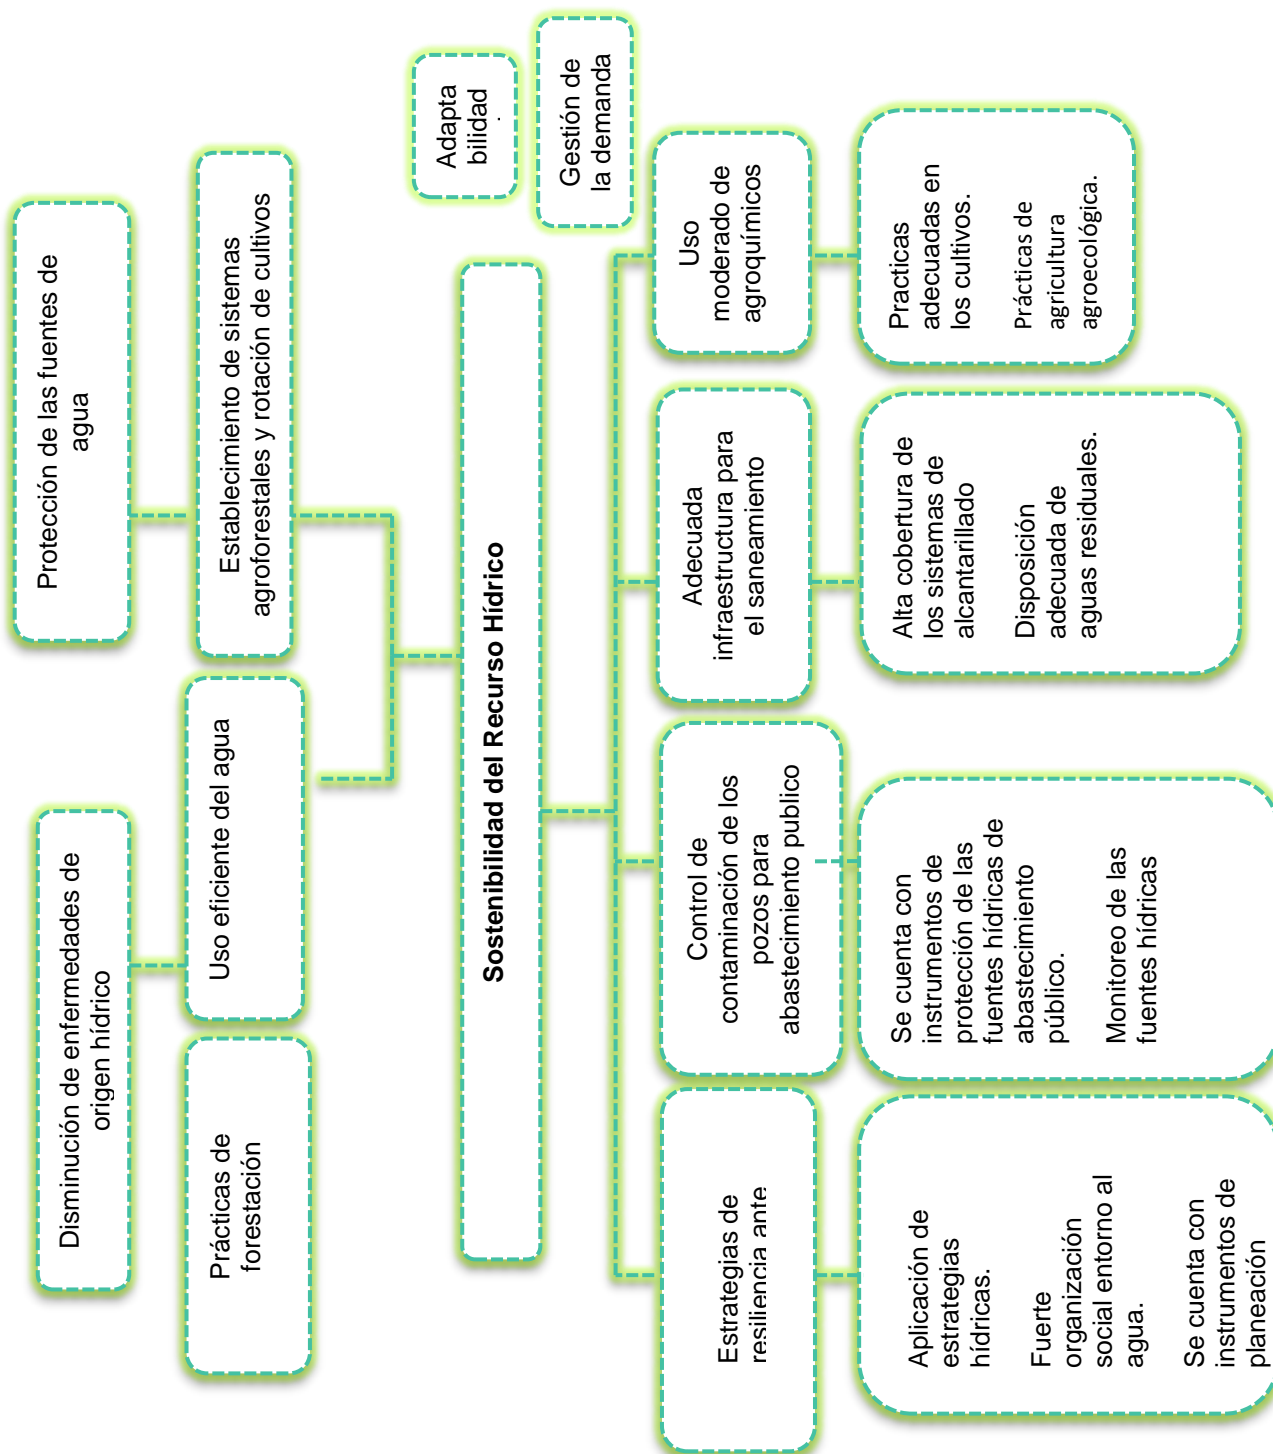 Disminución de enfermedades de
origen hídrico
Protección de las fuentes de
agua
Prácticas de
forestación
Uso eficiente del agua
Establecimiento de sistemas
agroforestales y rotación de cultivos
Adapta
bilidad
Sostenibilidad del Recurso Hídrico
Gestión de
la demanda
Estrategias de
resiliencia ante
Control de
contaminación de los
pozos para
abastecimiento publico
Adecuada
infraestructura para
el saneamiento
Uso
moderado de
agroquímicos
Aplicación de
estrategias
hídricas.
Fuerte
organización
social entorno al
agua.
Se cuenta con
instrumentos de
planeación
Se cuenta con
instrumentos de
protección de las
fuentes hídricas de
abastecimiento
público.
Monitoreo de las
fuentes hídricas
Alta cobertura de
los sistemas de
alcantarillado
Disposición
adecuada de
aguas residuales.
Practicas
adecuadas en
los cultivos.
Prácticas de
agricultura
agroecológica.